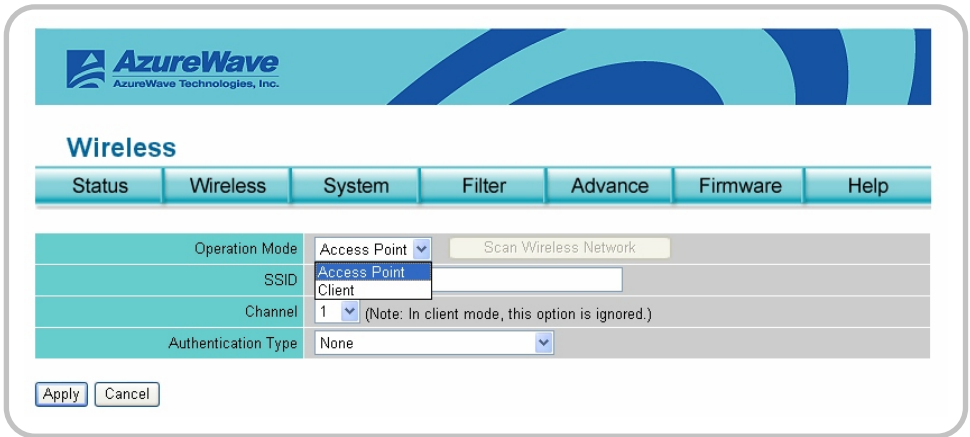 AzureWave
AzureWave Technologies, Inc.
Wireless
Status Wireless System Filter Advance Firmware Help
Operation Mode Access Point Scan Wireless Network
Access Point
Client
SSID
Channel 1 (Note: In client mode, this option is ignored.)
Authentication Type None
Apply Cancel